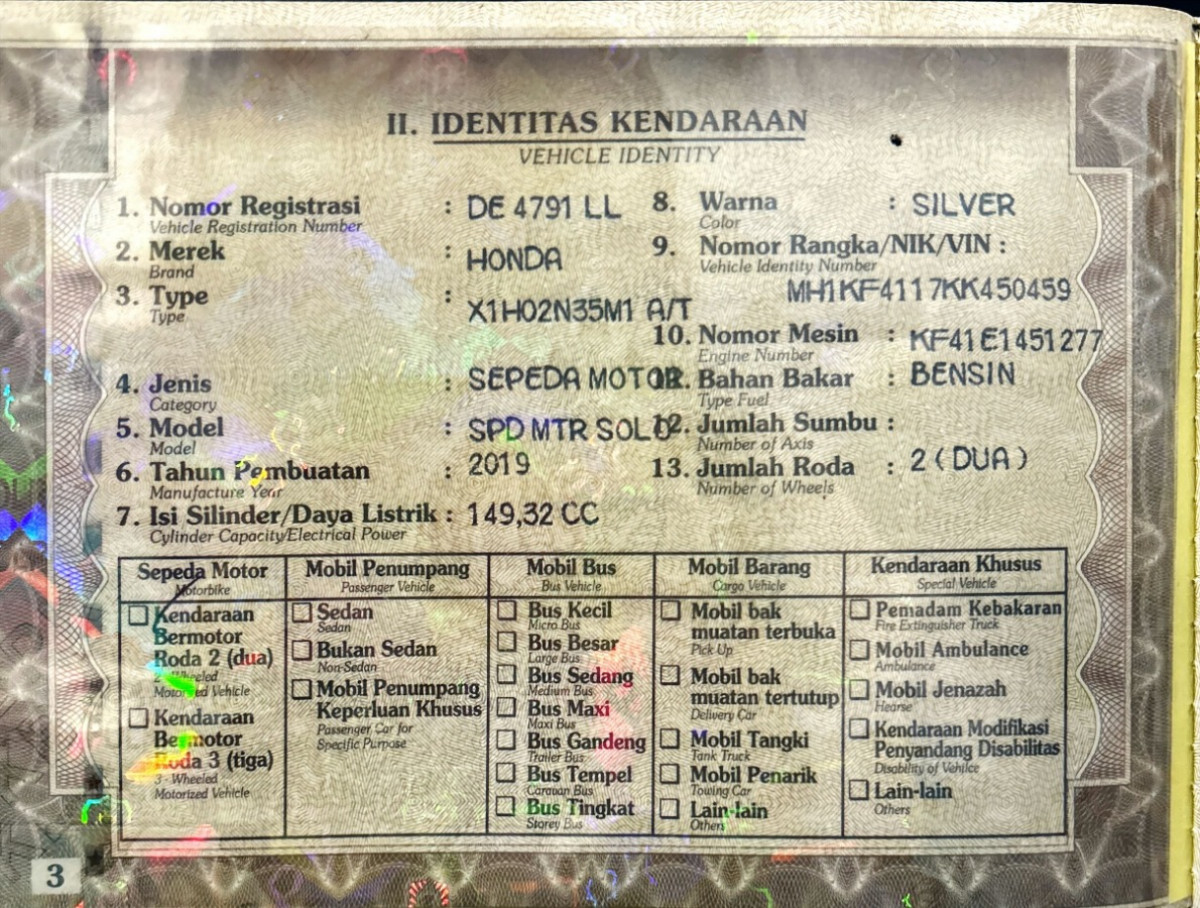 II. IDENTITAS KENDARAAN
VEHICLE IDENTITY
1. Nomor Registrasi : DE 4791 LL
Vehicle Registration Number
2. Merek : HONDA
Brand
3. Type : X1H02N35M1 A/T
Type
4. Jenis : SEPEDA MOTOR
Category
5. Model : SPD MTR SOLO
Model
6. Tahun Pembuatan : 2019
Manufacture Year
7. Isi Silinder/Daya Listrik : 149,32 CC
Cylinder Capacity/Electrical Power
8. Warna : SILVER
Color
9. Nomor Rangka/NIK/VIN :
Vehicle Identity Number
MH1KF4117KK450459
10. Nomor Mesin : KF41E1451277
Engine Number
Bahan Bakar : BENSIN
Type Fuel
12. Jumlah Sumbu :
Number of Axis
13. Jumlah Roda : 2 (DUA)
Number of Wheels
Sepeda Motor
Motorbike
Kendaraan
Bermotor
Roda 2 (dua)
2 - Wheeled
Motorized Vehicle
Kendaraan
Bermotor
Roda 3 (tiga)
3 - Wheeled
Motorized Vehicle
Mobil Penumpang
Passenger Vehicle
Sedan
Sedan
Bukan Sedan
Non-Sedan
Mobil Penumpang
Keperluan Khusus
Passenger Car for
Specific Purpose
Mobil Bus
Bus Vehicle
Bus Kecil
Micro Bus
Bus Besar
Large Bus
Bus Sedang
Medium Bus
Bus Maxi
Maxi Bus
Bus Gandeng
Trailer Bus
Bus Tempel
Caravan Bus
Bus Tingkat
Storey Bus
Mobil Barang
Cargo Vehicle
Mobil bak
muatan terbuka
Pick Up
Mobil bak
muatan tertutup
Delivery Car
Mobil Tangki
Tank Truck
Mobil Penarik
Towing Car
Lain-lain
Others
Kendaraan Khusus
Special Vehicle
Pemadam Kebakaran
Fire Extinguisher Truck
Mobil Ambulance
Ambulance
Mobil Jenazah
Hearse
Kendaraan Modifikasi
Penyandang Disabilitas
Disability of Vehilce
Lain-lain
Others
3